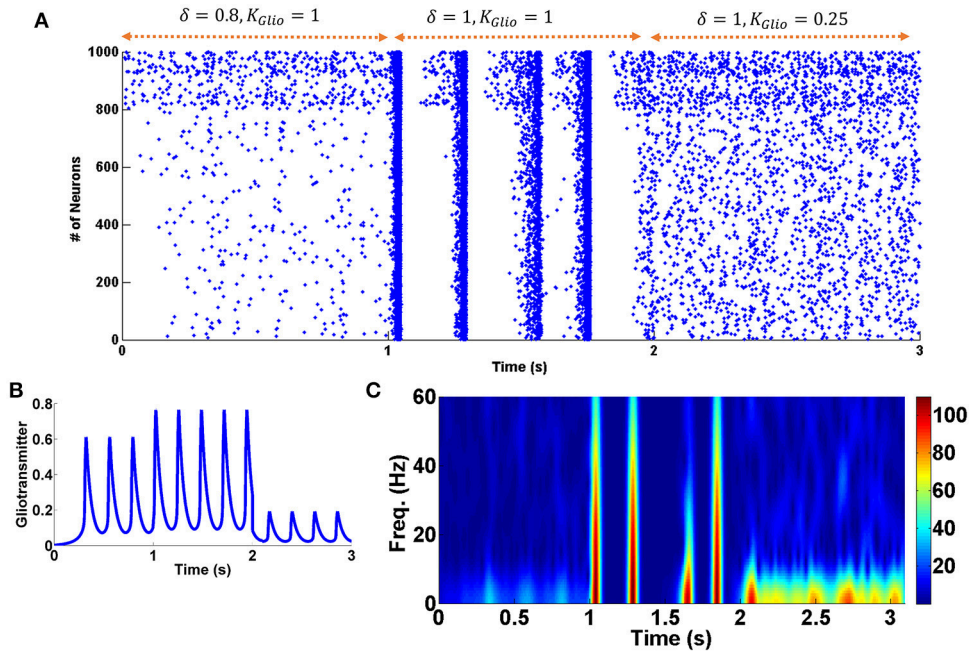 A
δ = 0.8, K_Glio = 1
δ = 1, K_Glio = 1
δ = 1, K_Glio = 0.25
# of Neurons
1000
800
600
400
200
0
0
1
2
3
Time (s)
B
Gliotransmitter
0.8
0.6
0.4
0.2
0
0
1
2
3
Time (s)
C
Freq. (Hz)
60
40
20
0
0
0.5
1
1.5
2
2.5
3
Time (s)
100
80
60
40
20